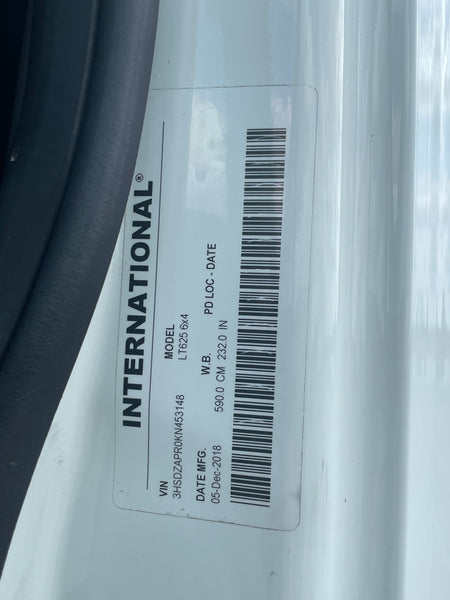 INTERNATIONAL®
VIN MODEL
3HSDZAPR0KN453148 LT625 6x4
DATE MFG. W.B. PD LOC - DATE
05-Dec-2018 590.0 CM 232.0 IN